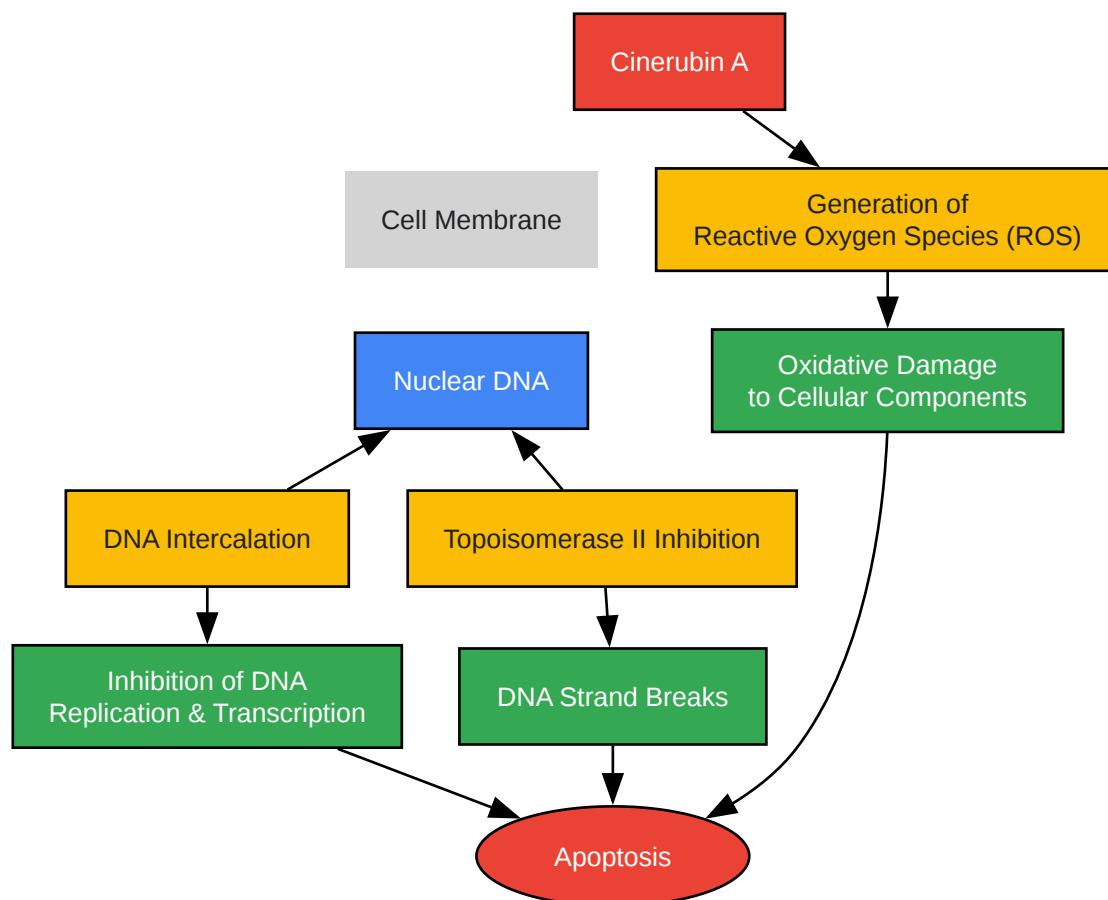 Cinerubin A
Cell Membrane
Generation of
Reactive Oxygen Species (ROS)
Nuclear DNA
Oxidative Damage
to Cellular Components
DNA Intercalation
Topoisomerase II Inhibition
Inhibition of DNA
Replication & Transcription
DNA Strand Breaks
Apoptosis